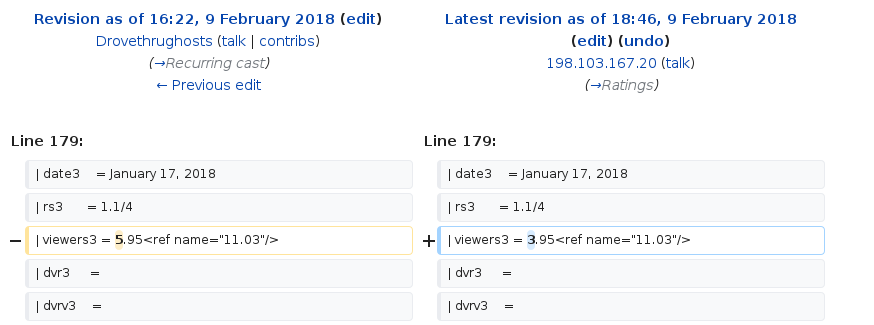 Revision as of 16:22, 9 February 2018 (edit)
Drovethrughosts (talk | contribs)
(→Recurring cast)
← Previous edit
Latest revision as of 18:46, 9 February 2018
(edit) (undo)
198.103.167.20 (talk)
(→Ratings)
Line 179:
Line 179:
| date3 = January 17, 2018
| date3 = January 17, 2018
| rs3 = 1.1/4
| rs3 = 1.1/4
− | viewers3 = 5.95<ref name="11.03"/>
+ | viewers3 = 3.95<ref name="11.03"/>
| dvr3 =
| dvr3 =
| dvrv3 =
| dvrv3 =